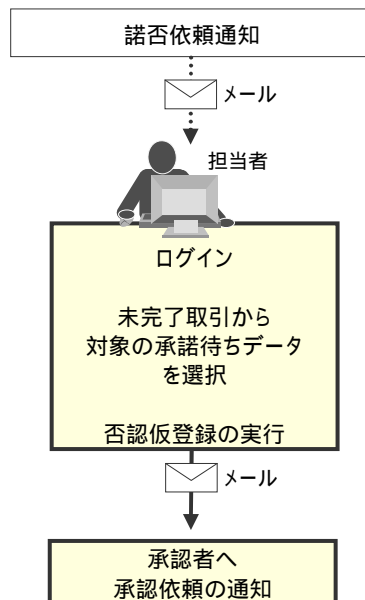 諾否依頼通知
メール
担当者
ログイン
未完了取引から
対象の承諾待ちデータ
を選択
否認仮登録の実行
メール
承認者へ
承認依頼の通知